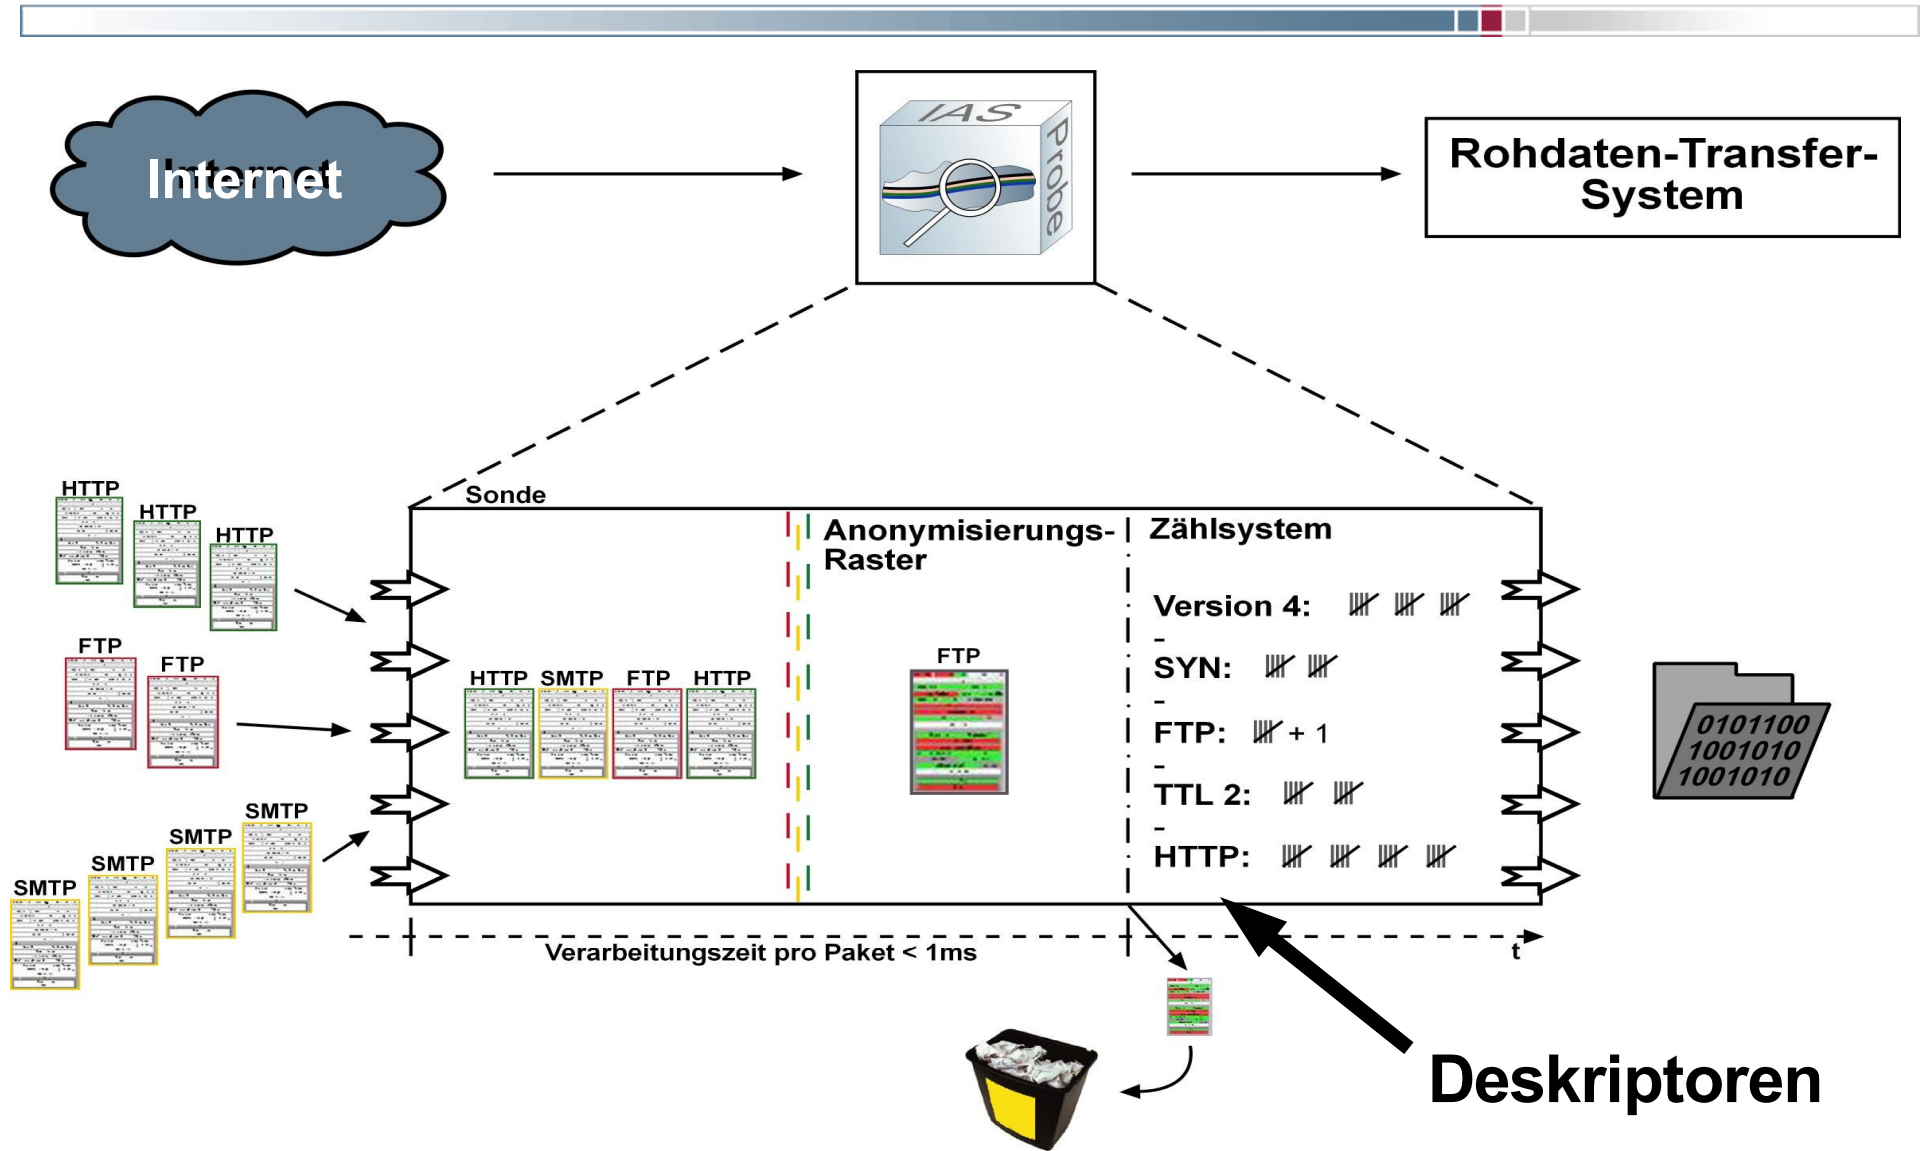 Internet
IAS
Probe
Rohdaten-Transfer-
System
Sonde
HTTP
HTTP
HTTP
FTP
FTP
SMTP
SMTP
SMTP
SMTP
HTTP SMTP FTP HTTP
Anonymisierungs-
Raster
FTP
Zählsystem
Version 4:
-
SYN:
-
FTP: + 1
-
TTL 2:
-
HTTP:
0101100
1001010
1001010
Verarbeitungszeit pro Paket < 1ms
t
Deskriptoren